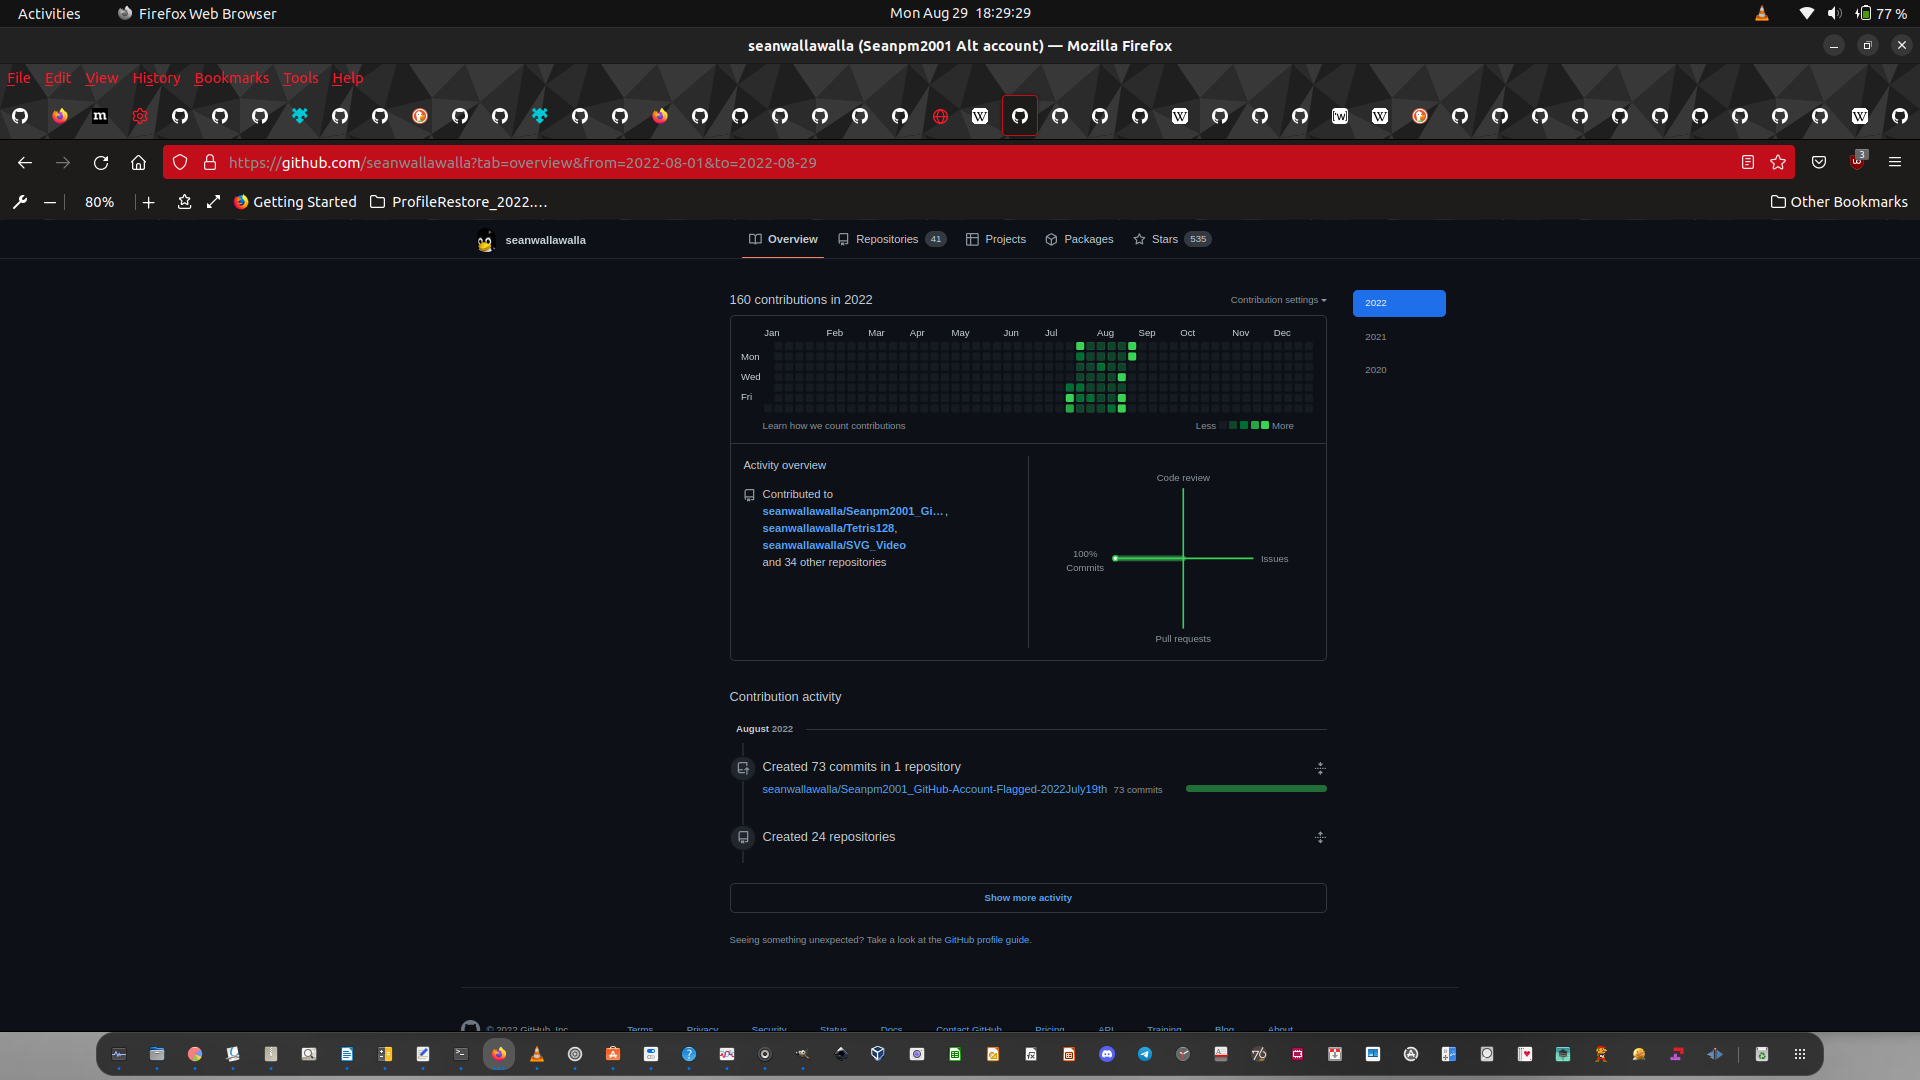 Activities Firefox Web Browser Mon Aug 29 18:29:29 77 %
seanwallawalla (Seanpm2001 Alt account) — Mozilla Firefox
File Edit View History Bookmarks Tools Help
https://github.com/seanwallawalla?tab=overview&from=2022-08-01&to=2022-08-29 3
80% Getting Started ProfileRestore_2022.... Other Bookmarks
seanwallawalla Overview Repositories 41 Projects Packages Stars 535
160 contributions in 2022 Contribution settings 2022
Jan Feb Mar Apr May Jun Jul Aug Sep Oct Nov Dec
2021
Mon
2020
Wed
Fri
Learn how we count contributions Less More
Activity overview
Contributed to
seanwallawalla/Seanpm2001_Gi... ,
seanwallawalla/Tetris128,
seanwallawalla/SVG_Video
and 34 other repositories
Code review
100%
Commits
Issues
Pull requests
Contribution activity
August 2022
Created 73 commits in 1 repository
seanwallawalla/Seanpm2001_GitHub-Account-Flagged-2022July19th 73 commits
Created 24 repositories
Show more activity
Seeing something unexpected? Take a look at the GitHub profile guide.
© 2022 GitHub, Inc. Terms Privacy Security Status Docs Contact GitHub Pricing API Training Blog About